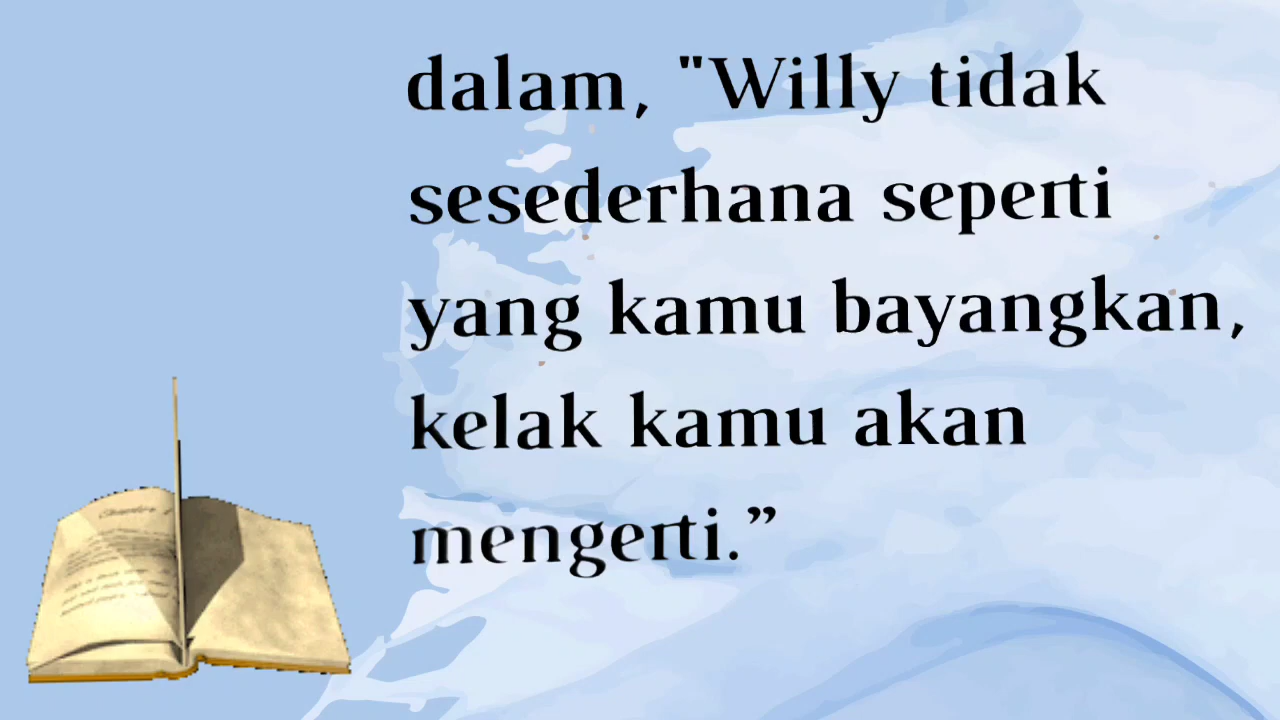 dalam, "Willy tidak
sesederhana seperti
yang kamu bayangkan,
kelak kamu akan
mengerti.”